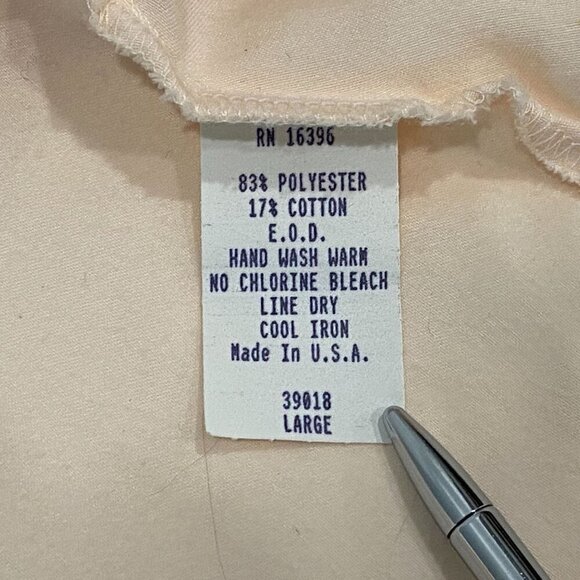 RN 16396
83% POLYESTER
17% COTTON
E.O.D.
HAND WASH WARM
NO CHLORINE BLEACH
LINE DRY
COOL IRON
Made In U.S.A.
39018
LARGE